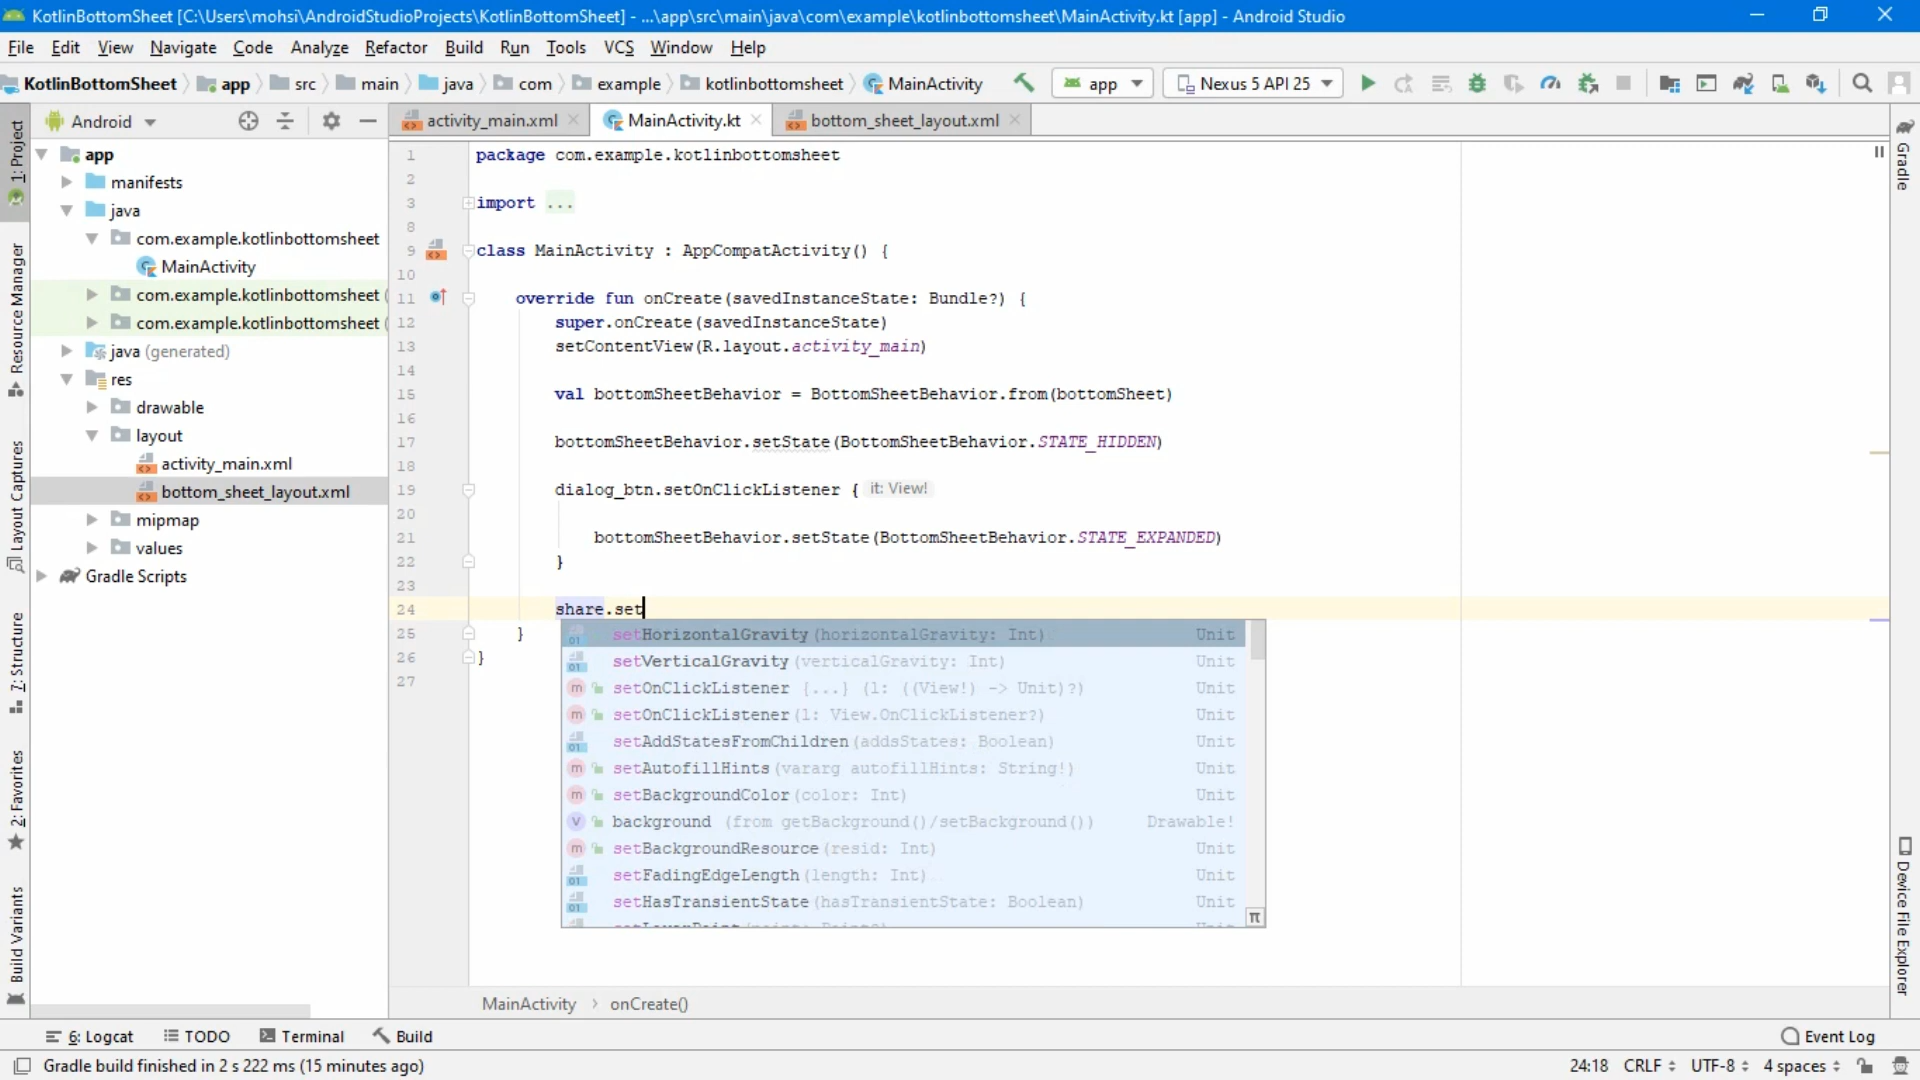 KotlinBottomSheet [C:\Users\mohsi\AndroidStudioProjects\KotlinBottomSheet] - ...\app\src\main\java\com\example\kotlinbottomsheet\MainActivity.kt [app] - Android Studio
File Edit View Navigate Code Analyze Refactor Build Run Tools VCS Window Help
KotlinBottomSheet app src main java com example kotlinbottomsheet MainActivity app Nexus 5 API 25
1: Project
Resource Manager
Layout Captures
7: Structure
2: Favorites
Build Variants
Android
app
manifests
java
com.example.kotlinbottomsheet
MainActivity
com.example.kotlinbottomsheet (
com.example.kotlinbottomsheet (
java (generated)
res
drawable
layout
activity_main.xml
bottom_sheet_layout.xml
mipmap
values
Gradle Scripts
activity_main.xml MainActivity.kt bottom_sheet_layout.xml
1 package com.example.kotlinbottomsheet
2
3 import ...
8
9 class MainActivity : AppCompatActivity() {
10
11 override fun onCreate(savedInstanceState: Bundle?) {
12 super.onCreate(savedInstanceState)
13 setContentView(R.layout.activity_main)
14
15 val bottomSheetBehavior = BottomSheetBehavior.from(bottomSheet)
16
17 bottomSheetBehavior.setState(BottomSheetBehavior.STATE_HIDDEN)
18
19 dialog_btn.setOnClickListener { it: View!
20
21 bottomSheetBehavior.setState(BottomSheetBehavior.STATE_EXPANDED)
22 }
23
24 share.set
25 }
26 }
27
setHorizontalGravity(horizontalGravity: Int) Unit
setVerticalGravity(verticalGravity: Int) Unit
setOnClickListener {...} (l: ((View!) -> Unit)?) Unit
setOnClickListener(l: View.OnClickListener?) Unit
setAddStatesFromChildren(addsStates: Boolean) Unit
setAutofillHints(vararg autofillHints: String!) Unit
setBackgroundColor(color: Int) Unit
background (from getBackground()/setBackground()) Drawable!
setBackgroundResource(resid: Int) Unit
setFadingEdgeLength(length: Int) Unit
setHasTransientState(hasTransientState: Boolean) Unit
π
MainActivity › onCreate()
Gradle
Device File Explorer
6: Logcat TODO Terminal Build Event Log
Gradle build finished in 2 s 222 ms (15 minutes ago) 24:18 CRLF UTF-8 4 spaces